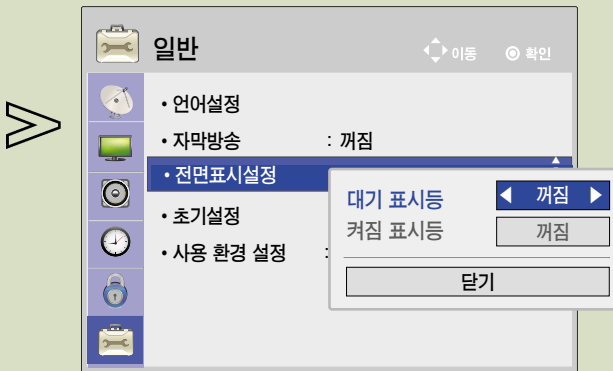 일반 이동 확인
• 언어설정
• 자막방송 : 꺼짐
• 전면표시설정
대기 표시등 꺼짐
켜짐 표시등 꺼짐
• 초기설정
• 사용 환경 설정 :
닫기